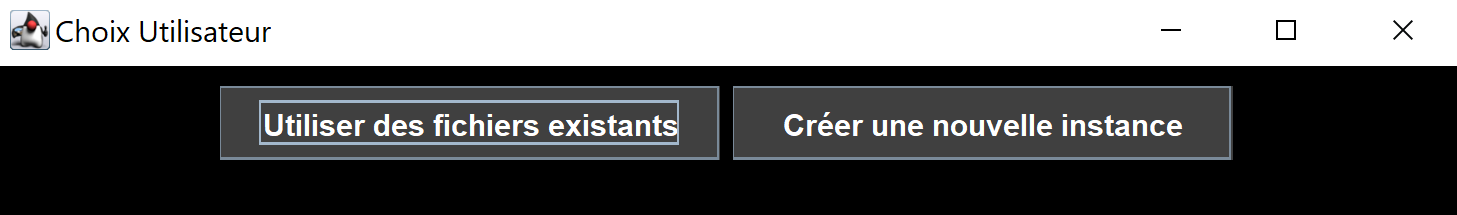 Choix Utilisateur
Utiliser des fichiers existants
Créer une nouvelle instance